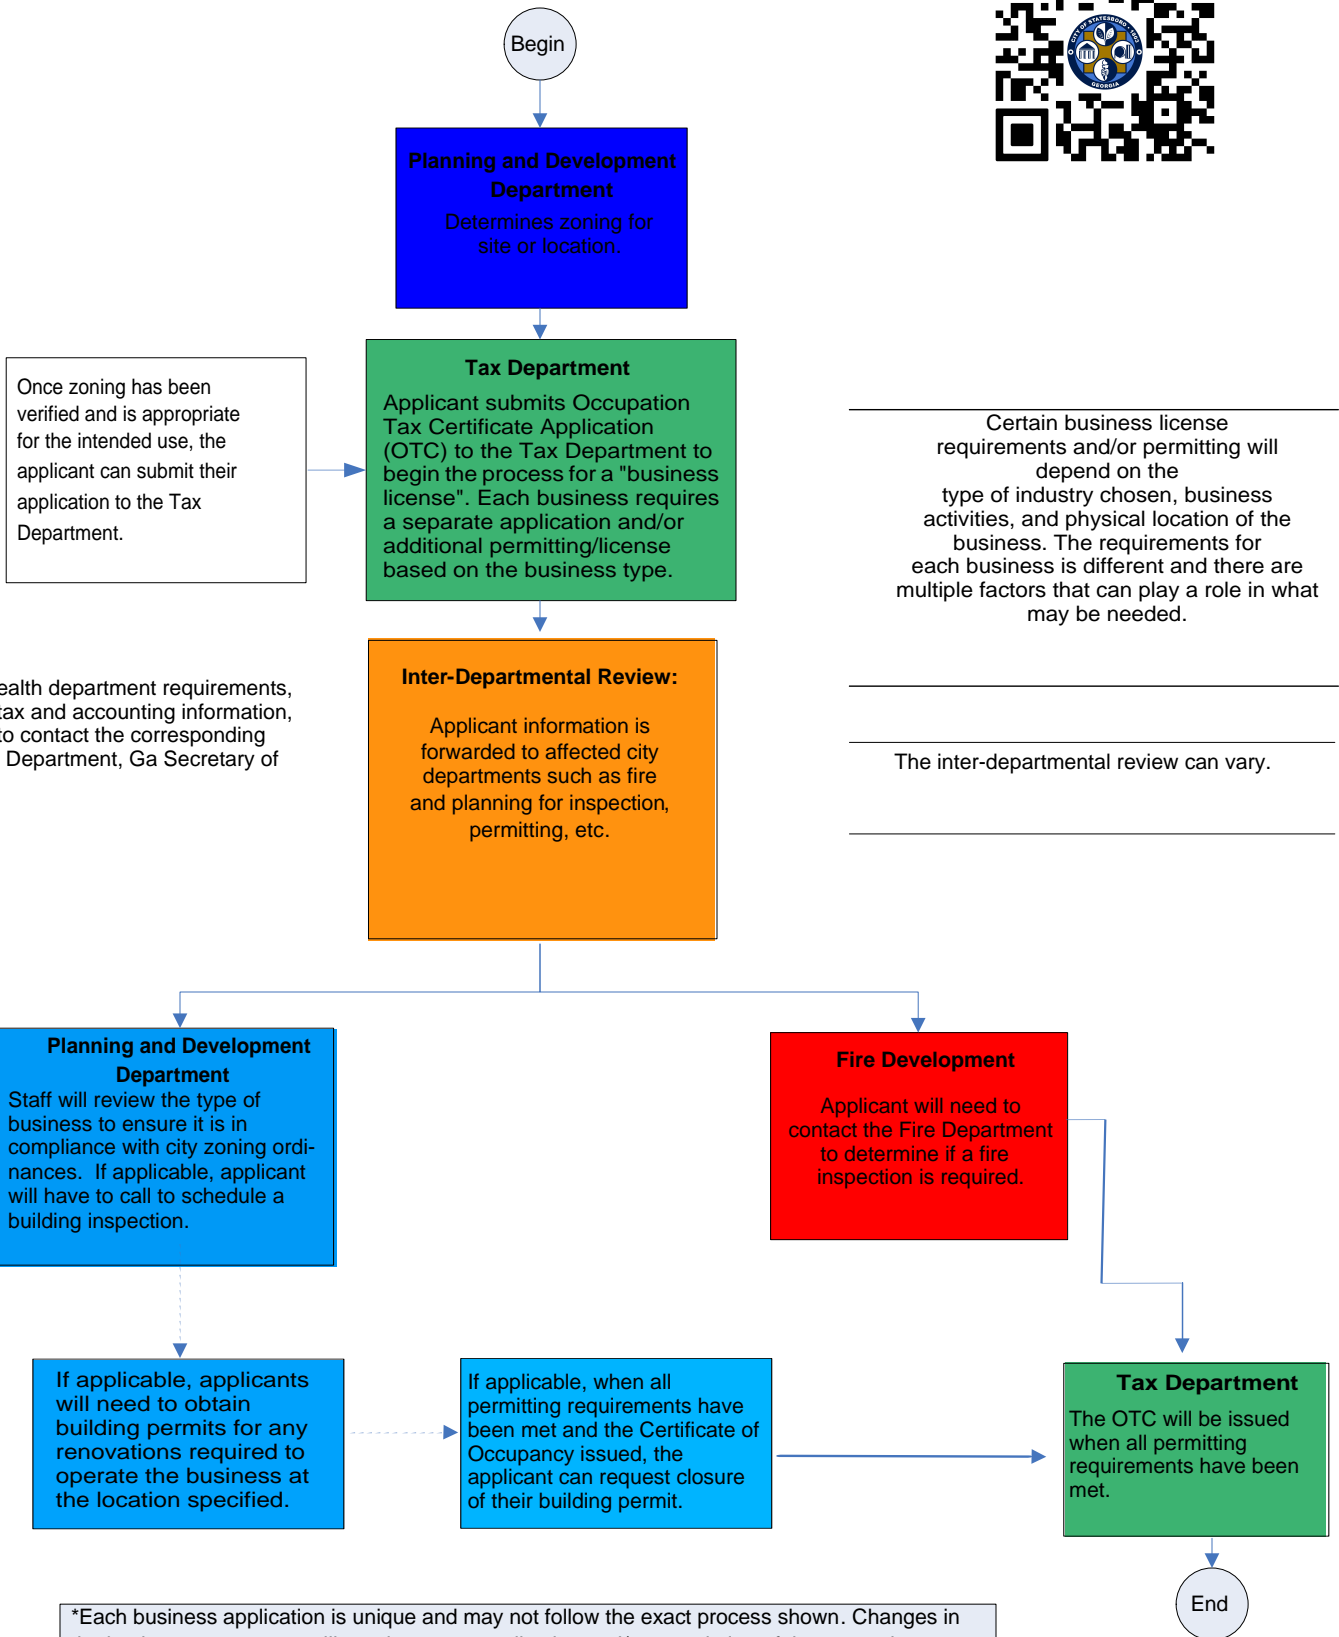 Begin
CITY OF STATESBORO • 1803
GEORGIA
Planning and Development
Department
Determines zoning for
site or location.
Once zoning has been
verified and is appropriate
for the intended use, the
applicant can submit their
application to the Tax
Department.
Tax Department
Applicant submits Occupation
Tax Certificate Application
(OTC) to the Tax Department to
begin the process for a "business
license". Each business requires
a separate application and/or
additional permitting/license
based on the business type.
Certain business license
requirements and/or permitting will
depend on the
type of industry chosen, business
activities, and physical location of the
business. The requirements for
each business is different and there are
multiple factors that can play a role in what
may be needed.
ealth department requirements,
tax and accounting information,
to contact the corresponding
Department, Ga Secretary of
Inter-Departmental Review:
Applicant information is
forwarded to affected city
departments such as fire
and planning for inspection,
permitting, etc.
The inter-departmental review can vary.
Planning and Development
Department
Staff will review the type of
business to ensure it is in
compliance with city zoning ordi-
nances. If applicable, applicant
will have to call to schedule a
building inspection.
Fire Development
Applicant will need to
contact the Fire Department
to determine if a fire
inspection is required.
If applicable, applicants
will need to obtain
building permits for any
renovations required to
operate the business at
the location specified.
If applicable, when all
permitting requirements have
been met and the Certificate of
Occupancy issued, the
applicant can request closure
of their building permit.
Tax Department
The OTC will be issued
when all permitting
requirements have been
met.
End
*Each business application is unique and may not follow the exact process shown. Changes in